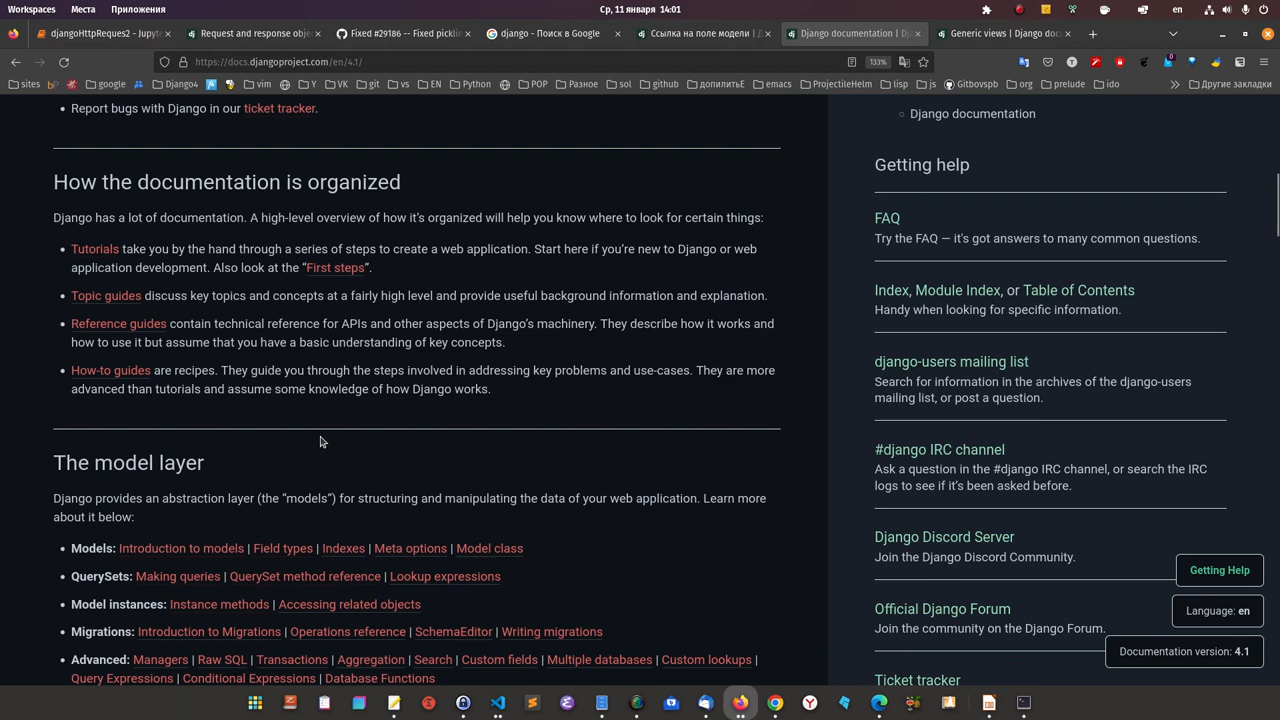 Workspaces Места Приложения Ср, 11 января 14:01 en
djangoHttpReques2 - Jupyte Request and response obje Fixed #29186 -- Fixed pickling django - Поиск в Google Ссылка на поле модели | Д Django documentation | Dj Generic views | Django doc
https://docs.djangoproject.com/en/4.1/ 133%
sites google Django4 vim VK git vs EN Python POP Разное sol github допилитьЕ emacs ProjectileHelm lisp js Gitbovspb org prelude ido Другие закладки
Report bugs with Django in our ticket tracker.
How the documentation is organized
Django has a lot of documentation. A high-level overview of how it’s organized will help you know where to look for certain things:
Tutorials take you by the hand through a series of steps to create a web application. Start here if you’re new to Django or web
application development. Also look at the “First steps”.
Topic guides discuss key topics and concepts at a fairly high level and provide useful background information and explanation.
Reference guides contain technical reference for APIs and other aspects of Django’s machinery. They describe how it works and
how to use it but assume that you have a basic understanding of key concepts.
How-to guides are recipes. They guide you through the steps involved in addressing key problems and use-cases. They are more
advanced than tutorials and assume some knowledge of how Django works.
The model layer
Django provides an abstraction layer (the “models”) for structuring and manipulating the data of your web application. Learn more
about it below:
Models: Introduction to models | Field types | Indexes | Meta options | Model class
QuerySets: Making queries | QuerySet method reference | Lookup expressions
Model instances: Instance methods | Accessing related objects
Migrations: Introduction to Migrations | Operations reference | SchemaEditor | Writing migrations
Advanced: Managers | Raw SQL | Transactions | Aggregation | Search | Custom fields | Multiple databases | Custom lookups |
Query Expressions | Conditional Expressions | Database Functions
Django documentation
Getting help
FAQ
Try the FAQ — it's got answers to many common questions.
Index, Module Index, or Table of Contents
Handy when looking for specific information.
django-users mailing list
Search for information in the archives of the django-users
mailing list, or post a question.
#django IRC channel
Ask a question in the #django IRC channel, or search the IRC
logs to see if it’s been asked before.
Django Discord Server
Join the Django Discord Community.
Official Django Forum
Join the community on the Django Forum.
Ticket tracker
Getting Help
Language: en
Documentation version: 4.1